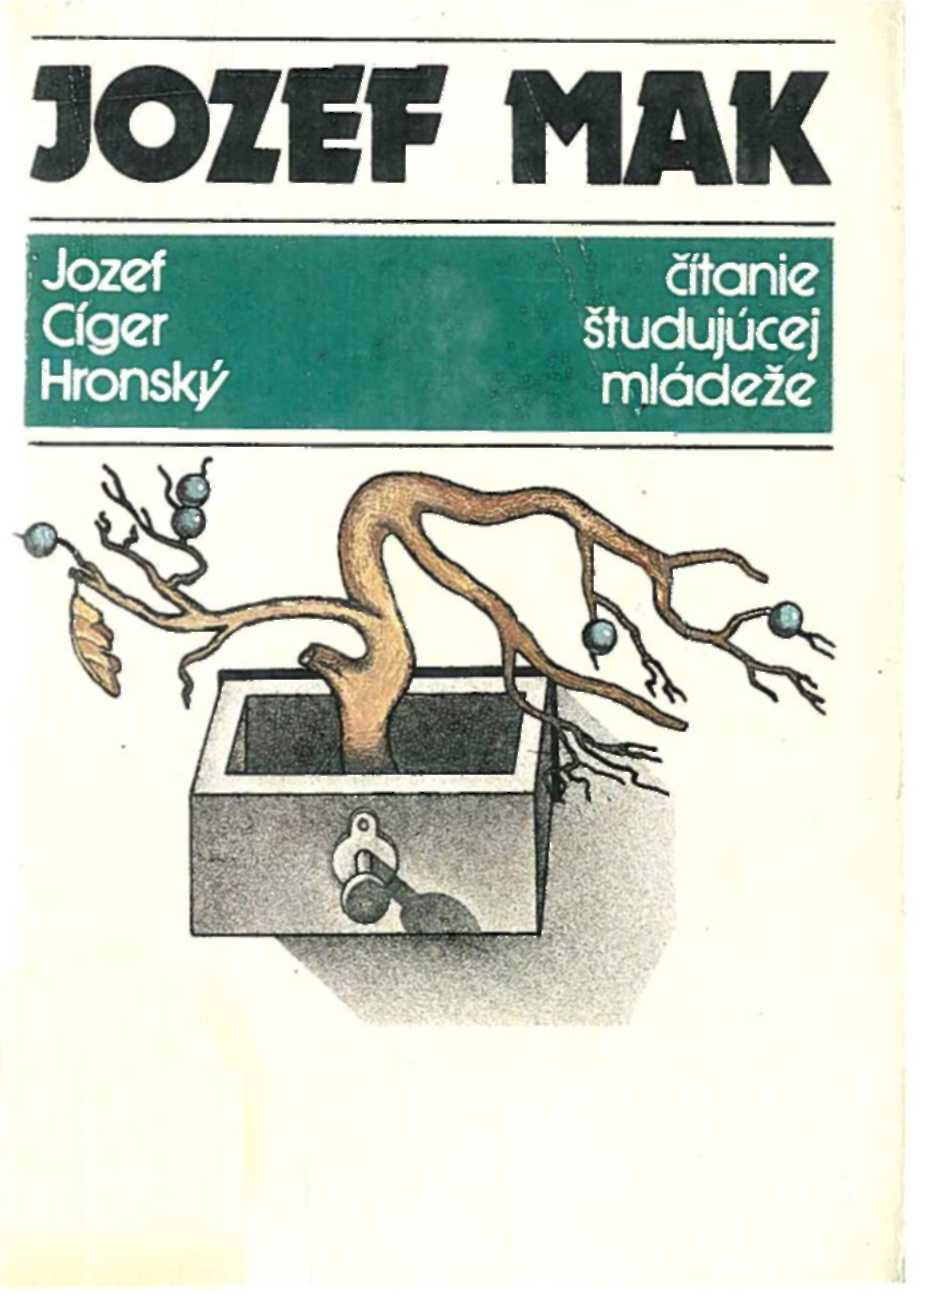 JOZEF MAK
Jozef
Cíger
Hronský
čítanie
študujúcej
mládeže